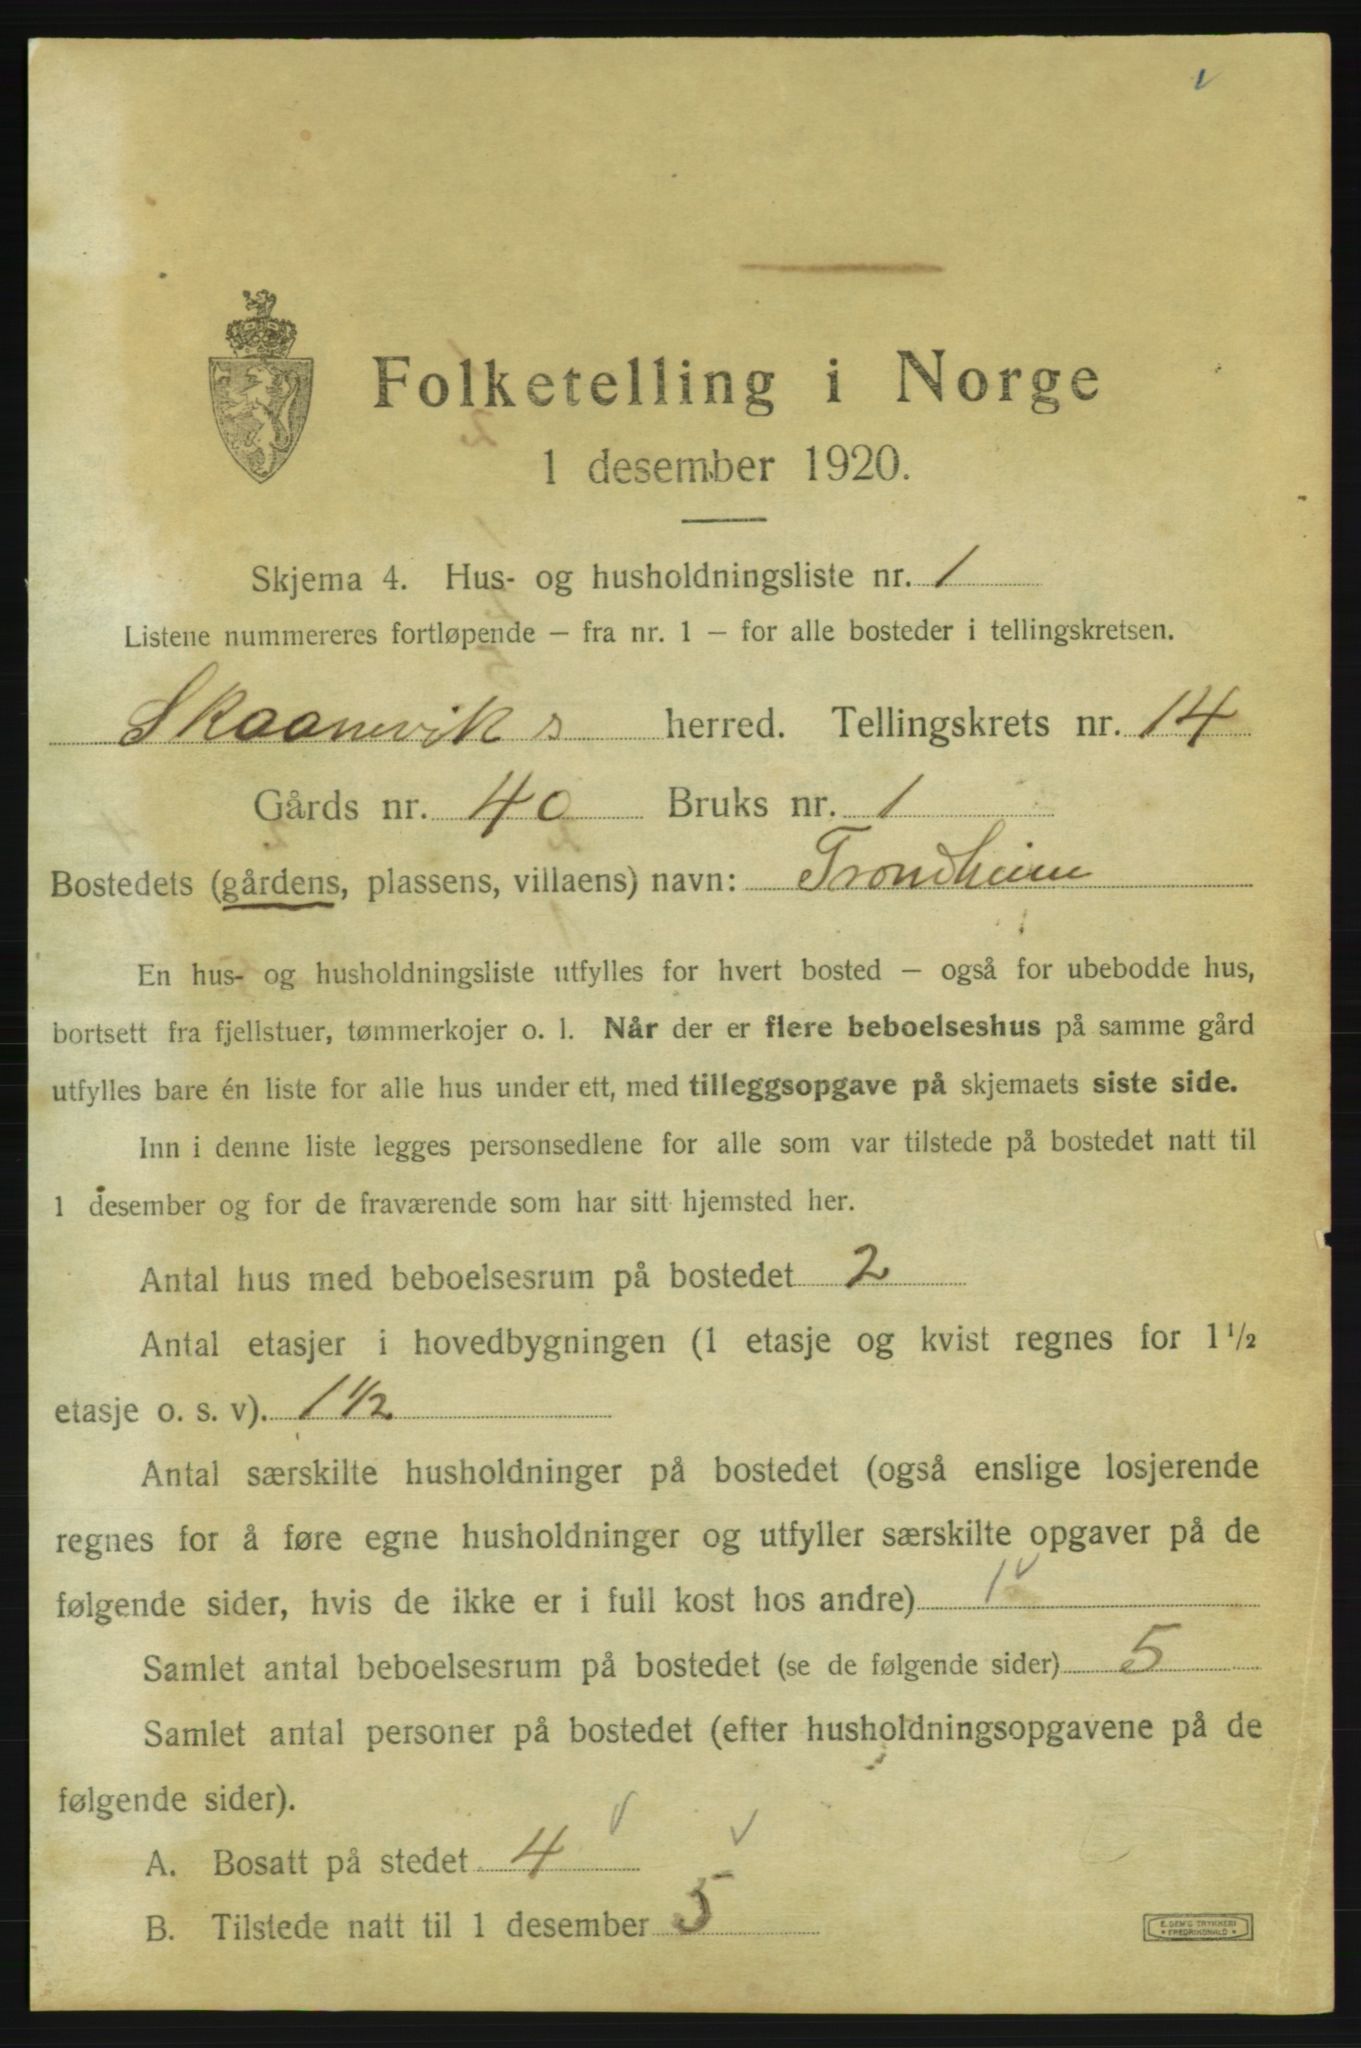 Folketelling i Norge
1 desember 1920.
Skjema 4. Hus- og husholdningsliste nr. 1
Listene nummereres fortløpende – fra nr. 1 – for alle bosteder i tellingskretsen.
Skaaneviks herred. Tellingskrets nr. 14
Gårds nr. 40 Bruks nr. 1
Bostedets (gårdens, plassens, villaens) navn: Trondheim
En hus- og husholdningsliste utfylles for hvert bosted – også for ubebodde hus,
bortsett fra fjellstuer, tømmerkojer o. l. Når der er flere beboelseshus på samme gård
utfylles bare én liste for alle hus under ett, med tilleggsopgave på skjemaets siste side.
Inn i denne liste legges personsedlene for alle som var tilstede på bostedet natt til
1 desember og for de fraværende som har sitt hjemsted her.
Antal hus med beboelsesrum på bostedet 2
Antal etasjer i hovedbygningen (1 etasje og kvist regnes for 1 1/2
etasje o. s. v). 1 1/2
Antal særskilte husholdninger på bostedet (også enslige losjerende
regnes for å føre egne husholdninger og utfyller særskilte opgaver på de
følgende sider, hvis de ikke er i full kost hos andre) 1
Samlet antal beboelsesrum på bostedet (se de følgende sider) 5
Samlet antal personer på bostedet (efter husholdningsopgavene på de
følgende sider).
A. Bosatt på stedet 4
B. Tilstede natt til 1 desember 5
E. SEM'S TRYKKERI
FREDRIKSHALD